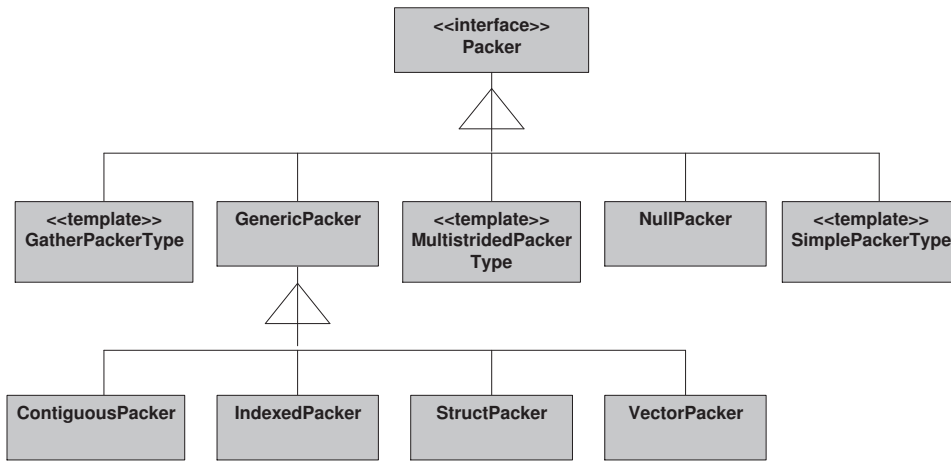 <<interface>>
Packer
<<template>>
GatherPackerType
GenericPacker
<<template>>
MultistridedPacker
Type
NullPacker
<<template>>
SimplePackerType
ContiguousPacker
IndexedPacker
StructPacker
VectorPacker